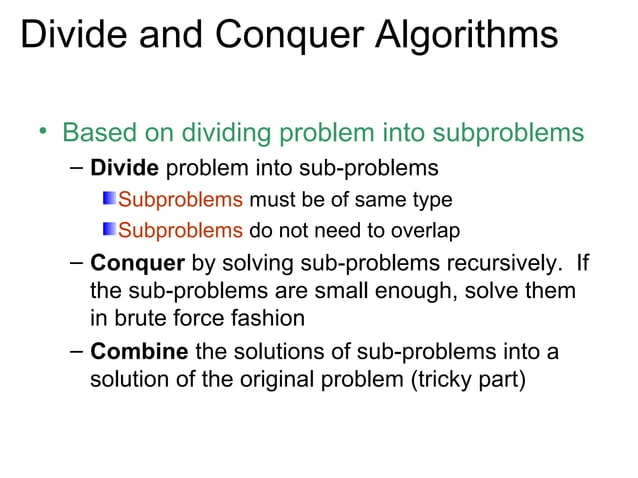 Divide and Conquer Algorithms
• Based on dividing problem into subproblems
– Divide problem into sub-problems
Subproblems must be of same type
Subproblems do not need to overlap
– Conquer by solving sub-problems recursively.  If
the sub-problems are small enough, solve them
in brute force fashion
– Combine the solutions of sub-problems into a
solution of the original problem (tricky part)